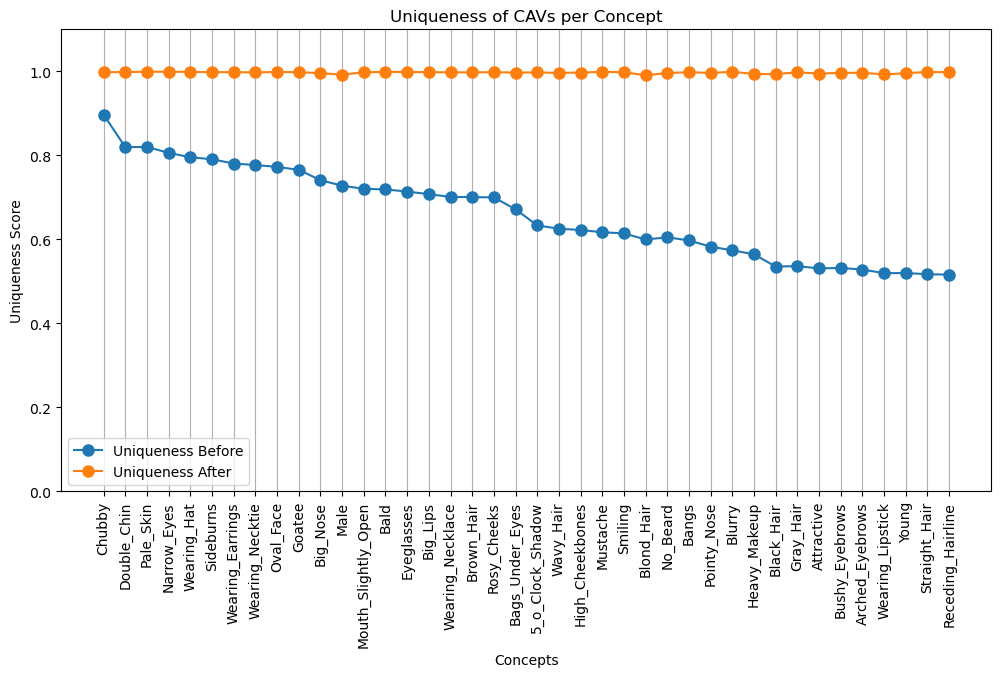 Uniqueness of CAVs per Concept
Uniqueness Score
1.0
0.8
0.6
0.4
0.2
0.0
Uniqueness Before
Uniqueness After
Chubby
Double_Chin
Pale_Skin
Narrow_Eyes
Wearing_Hat
Sideburns
Wearing_Earrings
Wearing_Necktie
Oval_Face
Goatee
Big_Nose
Male
Mouth_Slightly_Open
Bald
Eyeglasses
Big_Lips
Wearing_Necklace
Brown_Hair
Rosy_Cheeks
Bags_Under_Eyes
5_o_Clock_Shadow
Wavy_Hair
High_Cheekbones
Mustache
Smiling
Blond_Hair
No_Beard
Bangs
Pointy_Nose
Blurry
Heavy_Makeup
Black_Hair
Gray_Hair
Attractive
Bushy_Eyebrows
Arched_Eyebrows
Wearing_Lipstick
Young
Straight_Hair
Receding_Hairline
Concepts